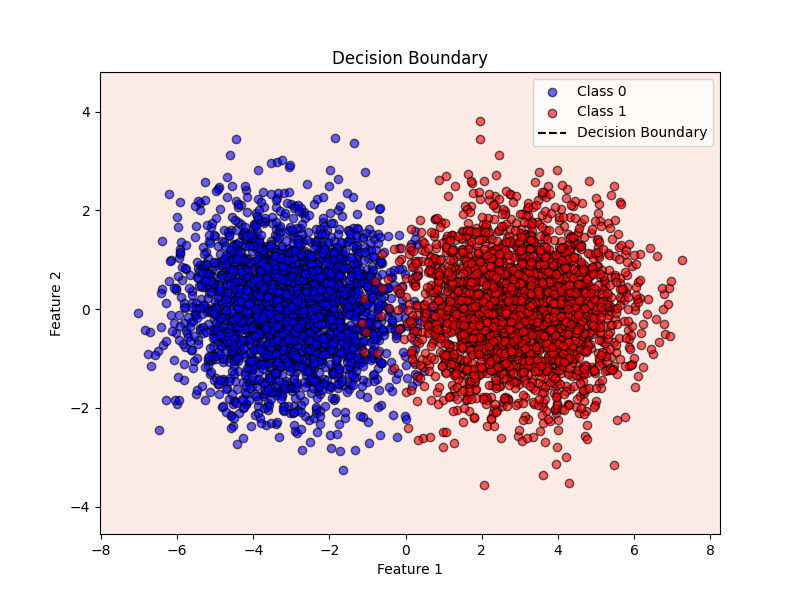 Decision Boundary
Class 0
Class 1
Decision Boundary
4
2
0
−2
−4
Feature 2
−8
−6
−4
−2
0
2
4
6
8
Feature 1